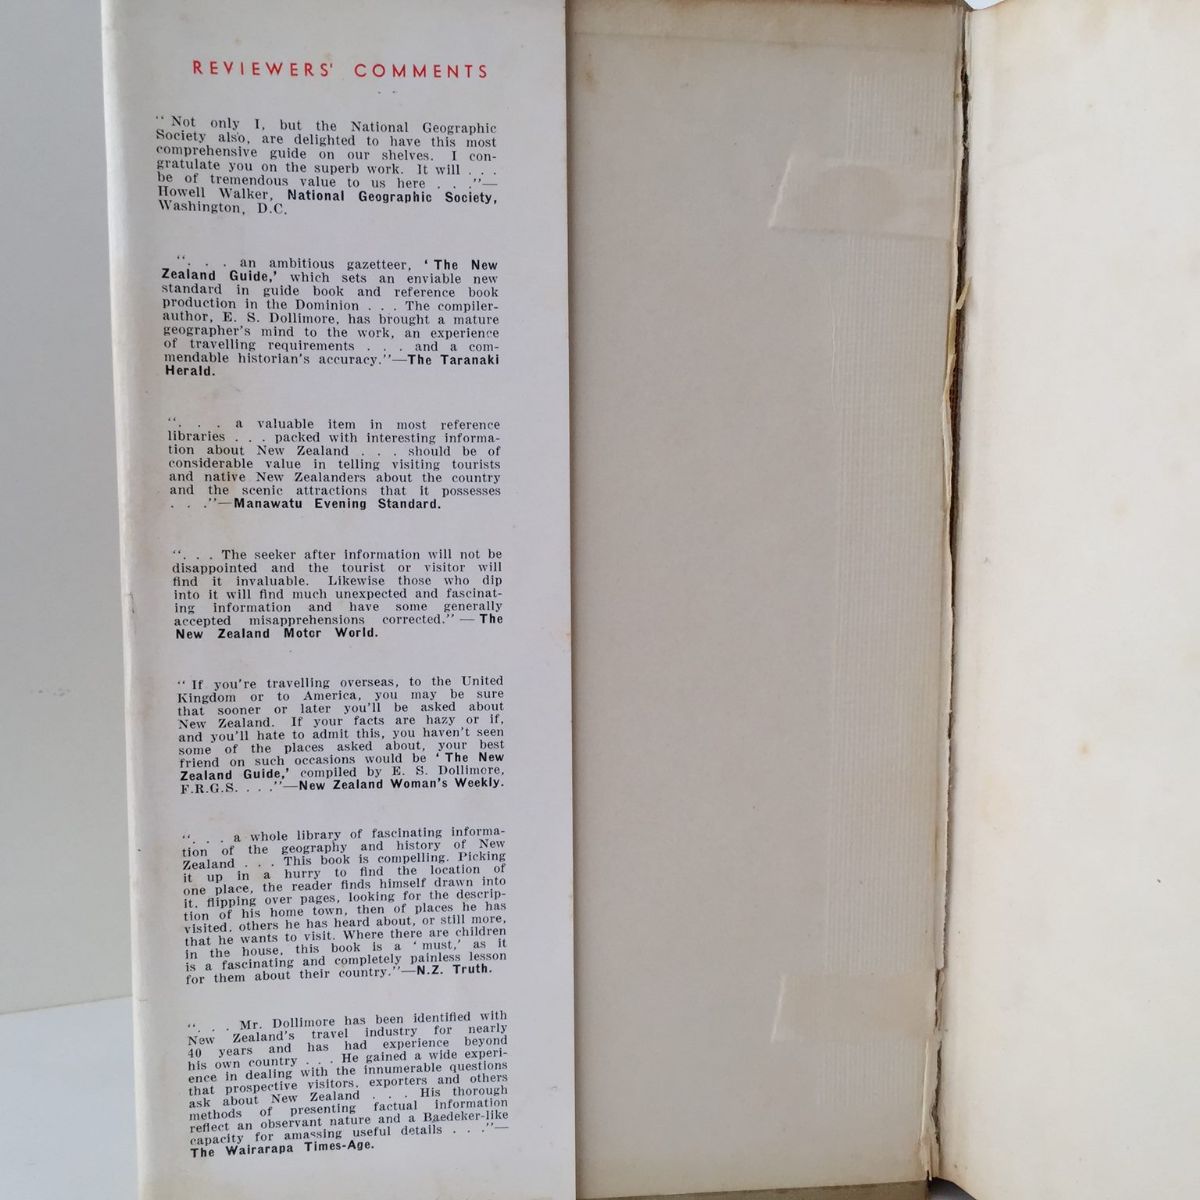 REVIEWERS' COMMENTS
“ Not only I, but the National Geographic
Society also, are delighted to have this most
comprehensive guide on our shelves. I con-
gratulate you on the superb work. It will . . .
be of tremendous value to us here . . .”—
Howell Walker, National Geographic Society,
Washington, D.C.
“. . . an ambitious gazetteer, ‘ The New
Zealand Guide,’ which sets an enviable new
standard in guide book and reference book
production in the Dominion . . . The compiler-
author, E. S. Dollimore, has brought a mature
geographer's mind to the work, an experience
of travelling requirements . . . and a com-
mendable historian's accuracy.”—The Taranaki
Herald.
“. . . a valuable item in most reference
libraries . . . packed with interesting informa-
tion about New Zealand . . . should be of
considerable value in telling visiting tourists
and native New Zealanders about the country
and the scenic attractions that it possesses
. . .”—Manawatu Evening Standard.
“. . . The seeker after information will not be
disappointed and the tourist or visitor will
find it invaluable. Likewise those who dip
into it will find much unexpected and fascinat-
ing information and have some generally
accepted misapprehensions corrected.” — The
New Zealand Motor World.
“ If you're travelling overseas, to the United
Kingdom or to America, you may be sure
that sooner or later you'll be asked about
New Zealand. If your facts are hazy or if,
and you'll hate to admit this, you haven't seen
some of the places asked about, your best
friend on such occasions would be ‘ The New
Zealand Guide,’ compiled by E. S. Dollimore,
F.R.G.S. . . .”—New Zealand Woman's Weekly.
“. . . a whole library of fascinating informa-
tion of the geography and history of New
Zealand . . . This book is compelling. Picking
it up in a hurry to find the location of
one place, the reader finds himself drawn into
it, flipping over pages, looking for the descrip-
tion of his home town, then of places he has
visited, others he has heard about, or still more,
that he wants to visit. Where there are children
in the house, this book is a ‘ must,’ as it
is a fascinating and completely painless lesson
for them about their country.”—N.Z. Truth.
“. . . Mr. Dollimore has been identified with
New Zealand's travel industry for nearly
40 years and has had experience beyond
his own country . . . He gained a wide experi-
ence in dealing with the innumerable questions
that prospective visitors, exporters and others
ask about New Zealand . . . His thorough
methods of presenting factual information
reflect an observant nature and a Baedeker-like
capacity for amassing useful details . . .”—
The Wairarapa Times-Age.